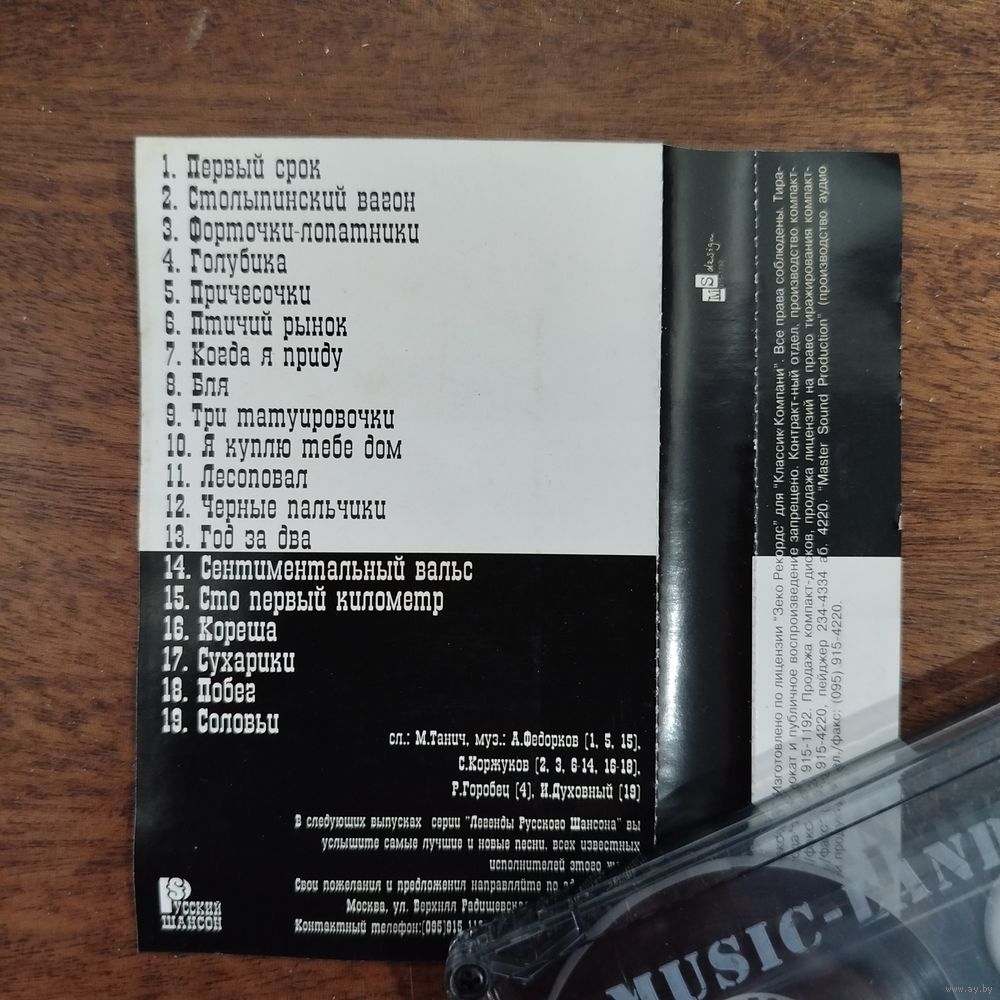 1. Первый срок
2. Столыпинский вагон
3. Форточки-лопатники
4. Голубика
5. Причесочки
6. Птичий рынок
7. Когда я приду
8. Бля
9. Три татуировочки
10. Я куплю тебе дом
11. Лесоповал
12. Черные пальчики
13. Год за два
14. Сентиментальный вальс
15. Сто первый километр
16. Кореша
17. Сухарики
18. Побег
19. Соловьи
сл.: М.Танич, муз.: А.Федорков (1, 5, 15),
С.Коржуков (2, 3, 6-14, 16-18),
Р.Горобец (4), И.Духовный (19)
В следующих выпусках серии "Легенды Русского Шансона" вы
услышите самые лучшие и новые песни, всех известных
исполнителей этого
Свои пожелания и предложения направляйте по
Москва, ул. Верхняя
Контактный телефон:(095)915
Русский
Шансон
MS design
Изготовлено по лицензии "Зеко Рекордс" для "Классик Компани". Все права соблюдены. Тира-
и публичное воспроизведение запрещено. Контракт-ный отдел, производство компакт-
915-1192. Продажа компакт-дисков, продажа лицензий на право тиражирования компакт-
915-4220, пейджер 234-4334 аб. 4220. "Master Sound Production" (производство аудио
(095) 915-4220.
MUSIC-LAND
www.ay.by